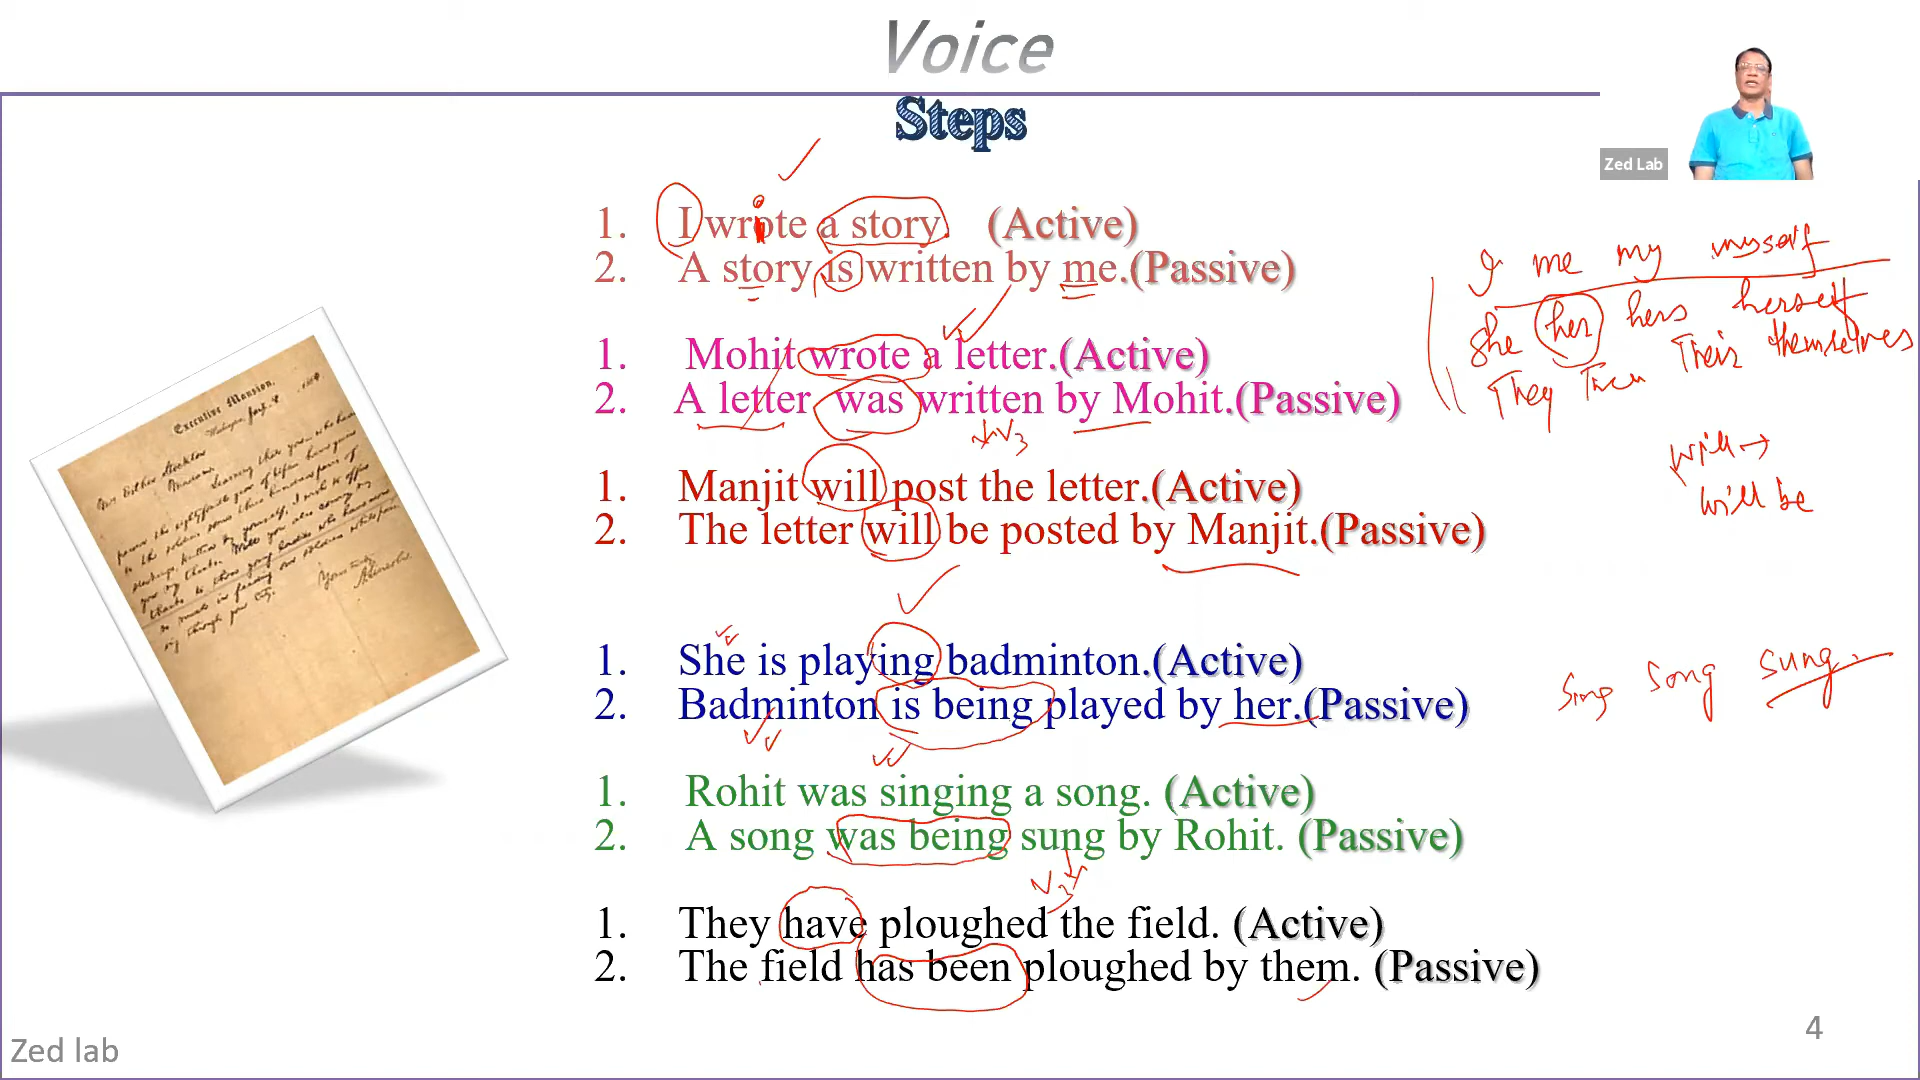 Voice
Steps
Zed Lab
1. I wrote a story. (Active)
2. A story is written by me.(Passive)
1. Mohit wrote a letter.(Active)
2. A letter was written by Mohit.(Passive)
V3
1. Manjit will post the letter.(Active)
2. The letter will be posted by Manjit.(Passive)
1. She is playing badminton.(Active)
2. Badminton is being played by her.(Passive)
1. Rohit was singing a song. (Active)
2. A song was being sung by Rohit. (Passive)
V3
1. They have ploughed the field. (Active)
2. The field has been ploughed by them. (Passive)
I me my myself
she her hers herself
They Their themselves
will →
will be
Sing Song Sung
Executive Mansion,
4
Zed lab